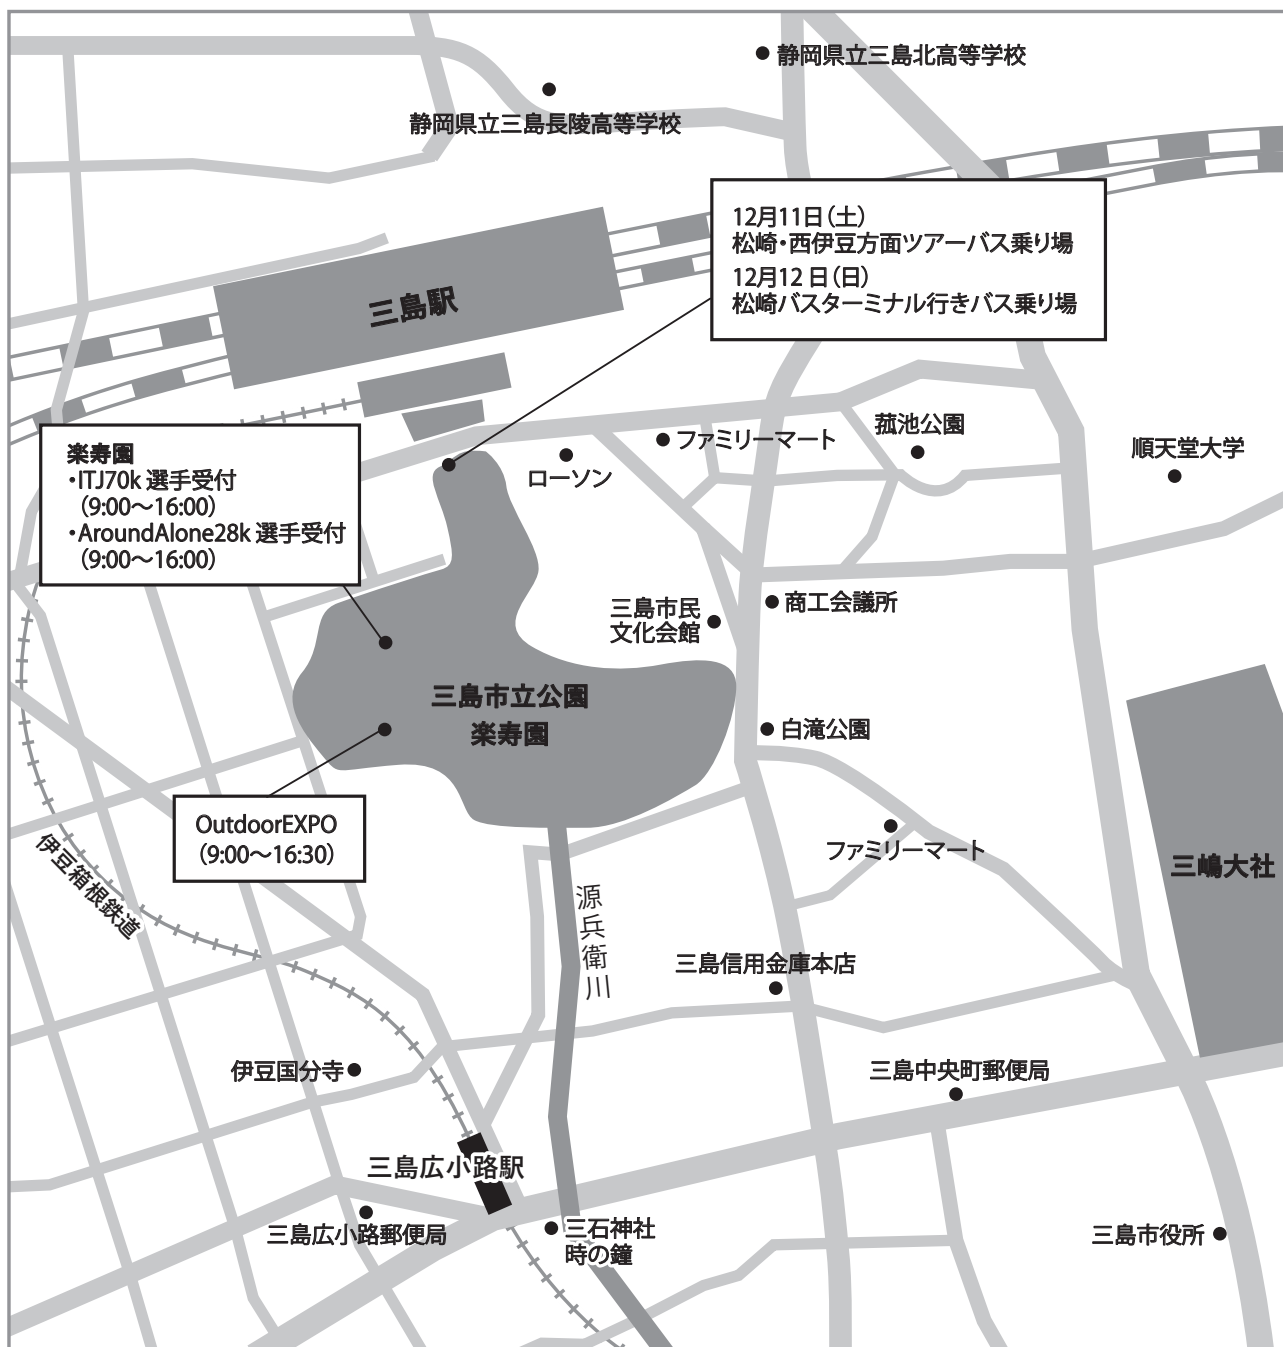 静岡県立三島北高等学校
静岡県立三島長陵高等学校
12月11日（土）
松崎・西伊豆方面ツアーバス乗り場
12月12日（日）
松崎バスターミナル行きバス乗り場
三島駅
楽寿園
・ITJ70k 選手受付
（9:00〜16:00）
・AroundAlone28k 選手受付
（9:00〜16:00）
ファミリーマート
菰池公園
ローソン
順天堂大学
三島市民
文化会館
商工会議所
三島市立公園
楽寿園
白滝公園
OutdoorEXPO
（9:00〜16:30）
伊豆箱根鉄道
ファミリーマート
三嶋大社
源兵衛川
三島信用金庫本店
伊豆国分寺
三島中央町郵便局
三島広小路駅
三島広小路郵便局
三石神社
時の鐘
三島市役所